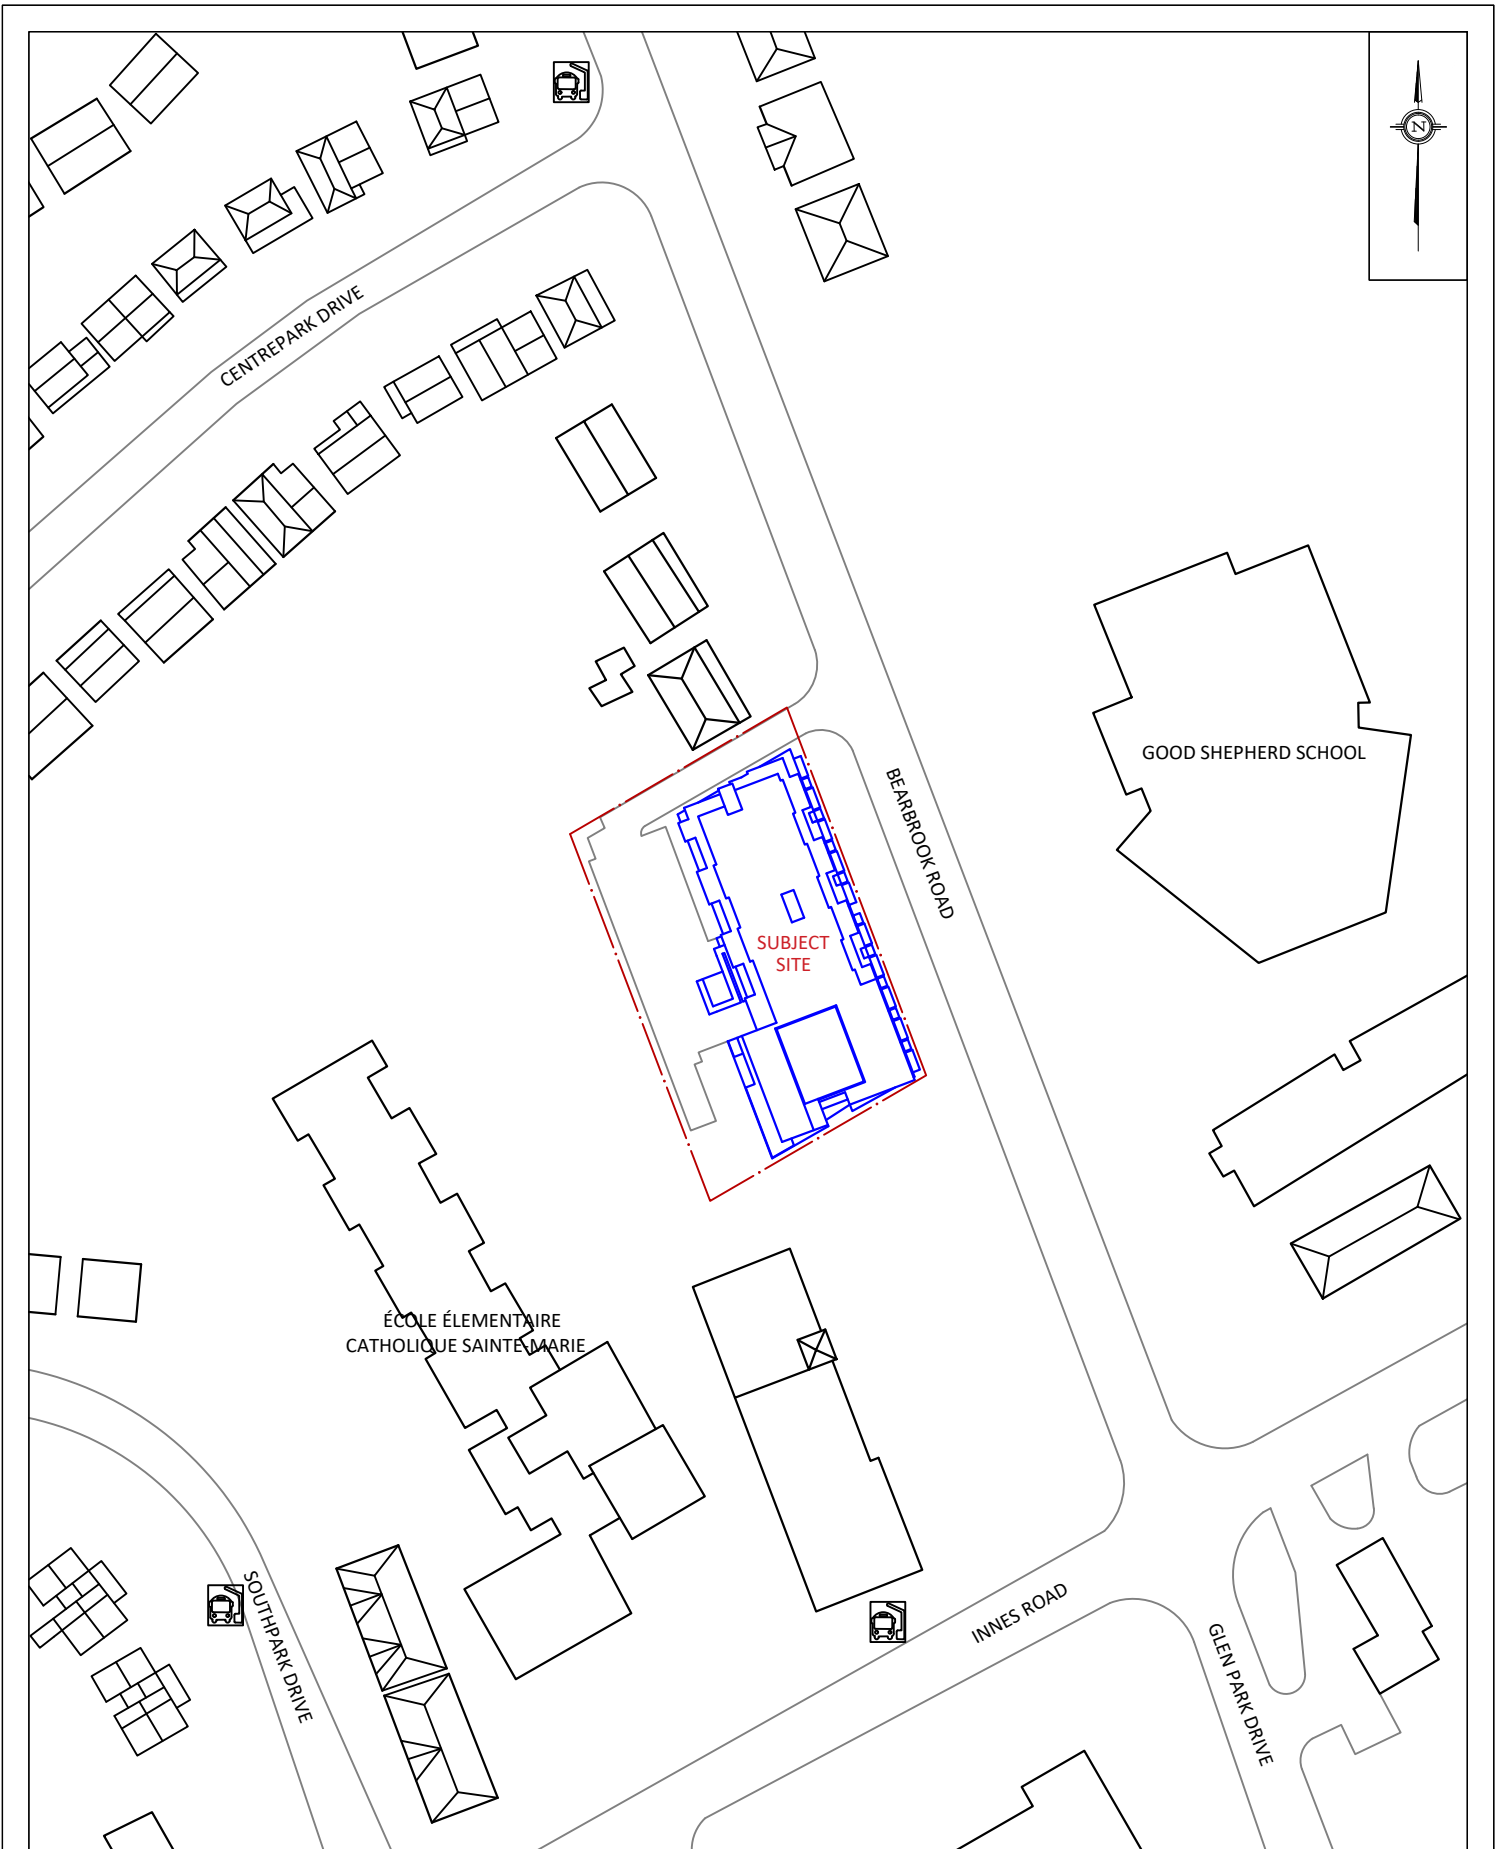 N
CENTREPARK DRIVE
GOOD SHEPHERD SCHOOL
BEARBROOK ROAD
SUBJECT
SITE
ÉCOLE ÉLEMENTAIRE
CATHOLIQUE SAINTE-MARIE
SOUTHPARK DRIVE
INNES ROAD
GLEN PARK DRIVE